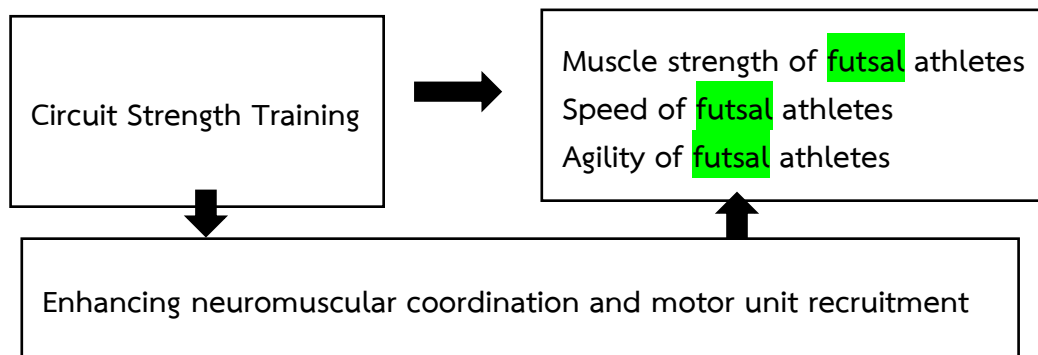 Circuit Strength Training
Muscle strength of futsal athletes
Speed of futsal athletes
Agility of futsal athletes
Enhancing neuromuscular coordination and motor unit recruitment